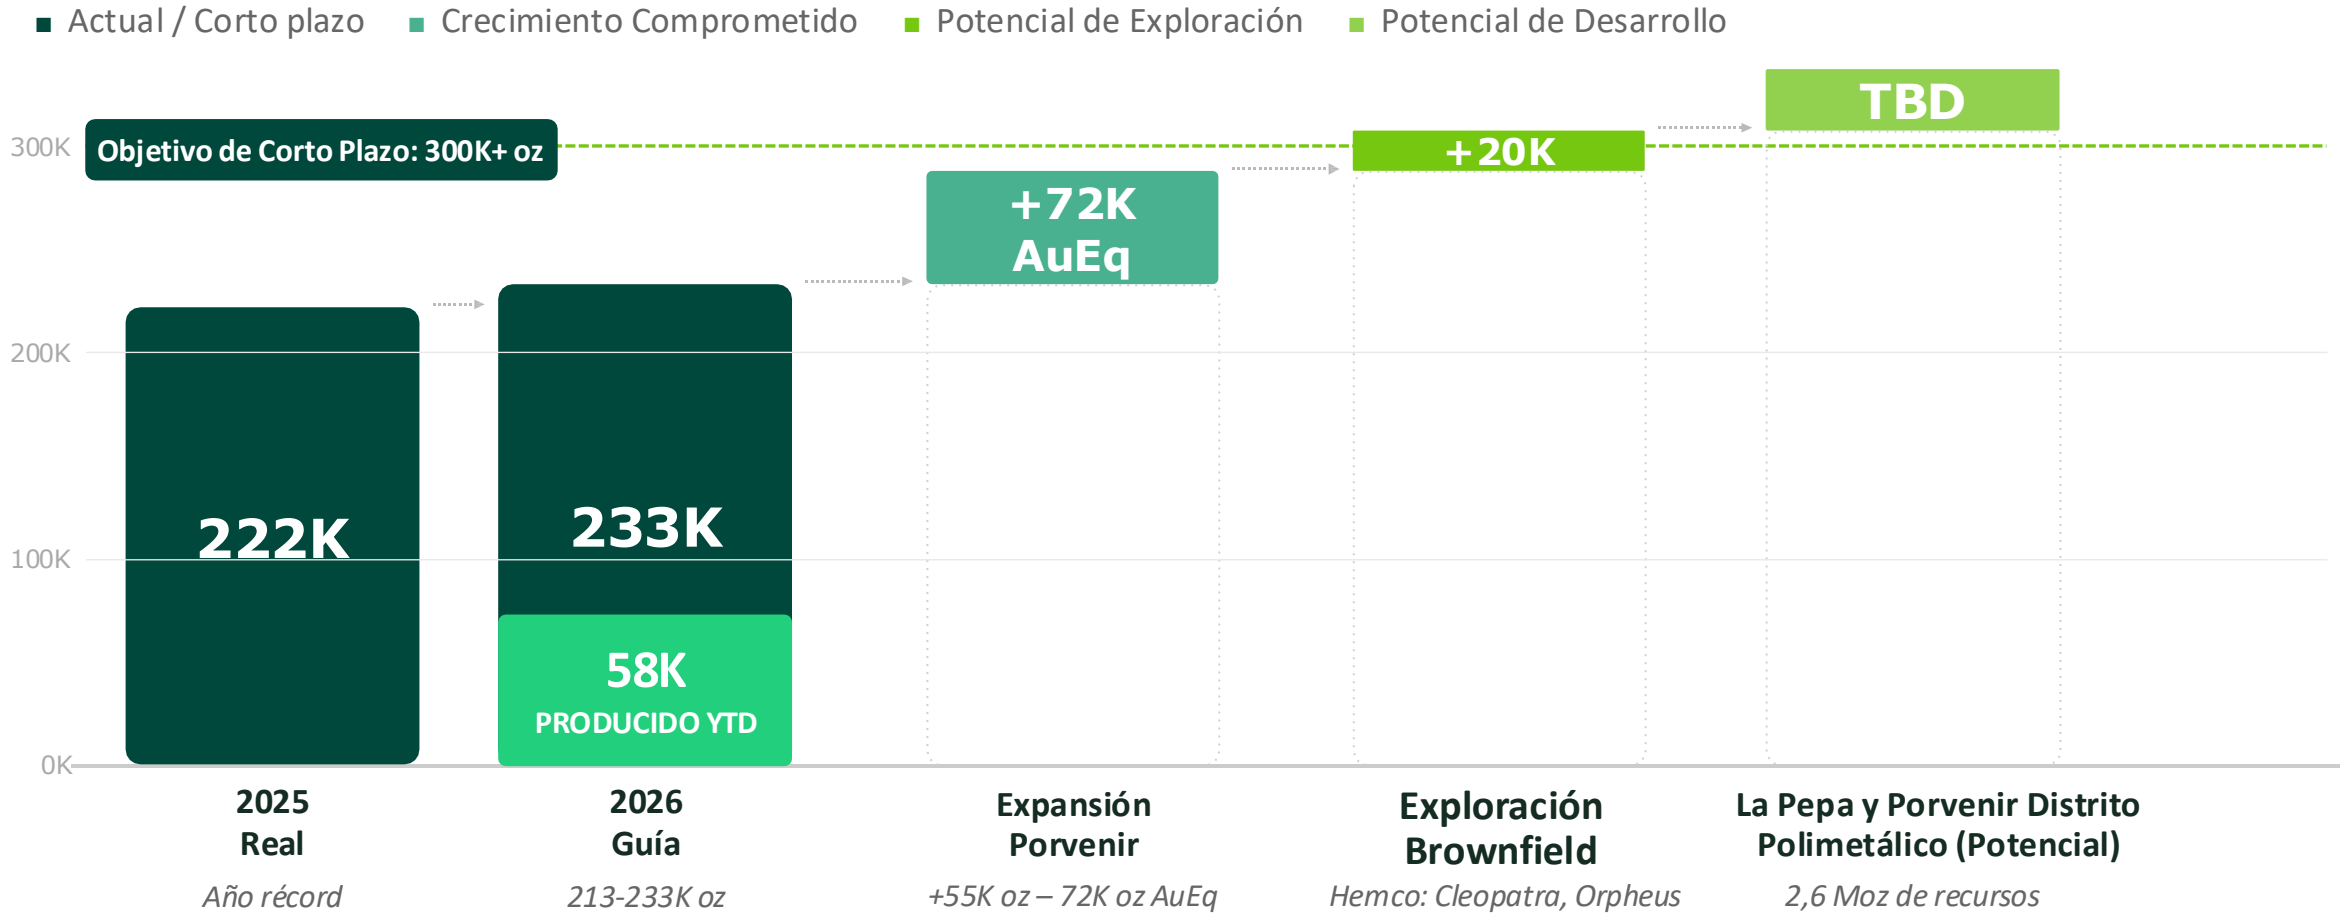 Actual / Corto plazo
Crecimiento Comprometido
Potencial de Exploración
Potencial de Desarrollo
TBD
300K
Objetivo de Corto Plazo: 300K+ oz
+20K
+72K
AuEq
200K
222K
233K
100K
58K
PRODUCIDO YTD
0K
2025
Real
Año récord
2026
Guía
213-233K oz
Expansión
Porvenir
+55K oz – 72K oz AuEq
Exploración
Brownfield
Hemco: Cleopatra, Orpheus
La Pepa y Porvenir Distrito
Polimetálico (Potencial)
2,6 Moz de recursos